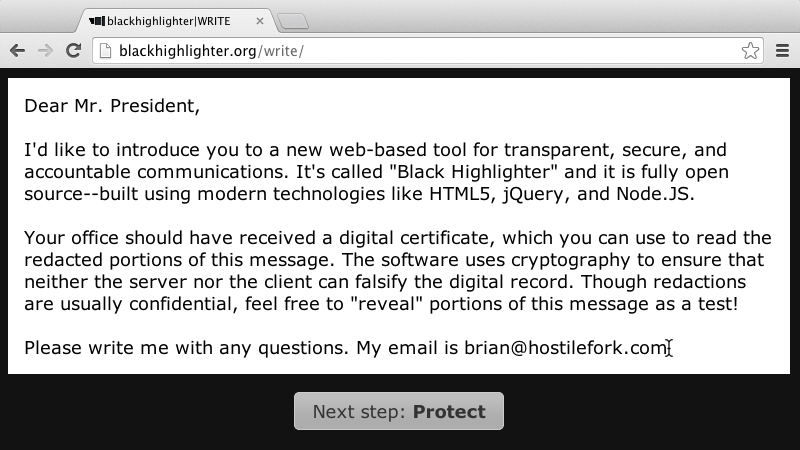 blackhighlighter|WRITE
blackhighlighter.org/write/
Dear Mr. President,
I'd like to introduce you to a new web-based tool for transparent, secure, and
accountable communications. It's called "Black Highlighter" and it is fully open
source--built using modern technologies like HTML5, jQuery, and Node.JS.
Your office should have received a digital certificate, which you can use to read the
redacted portions of this message. The software uses cryptography to ensure that
neither the server nor the client can falsify the digital record. Though redactions
are usually confidential, feel free to "reveal" portions of this message as a test!
Please write me with any questions. My email is brian@hostilefork.com
Next step: Protect